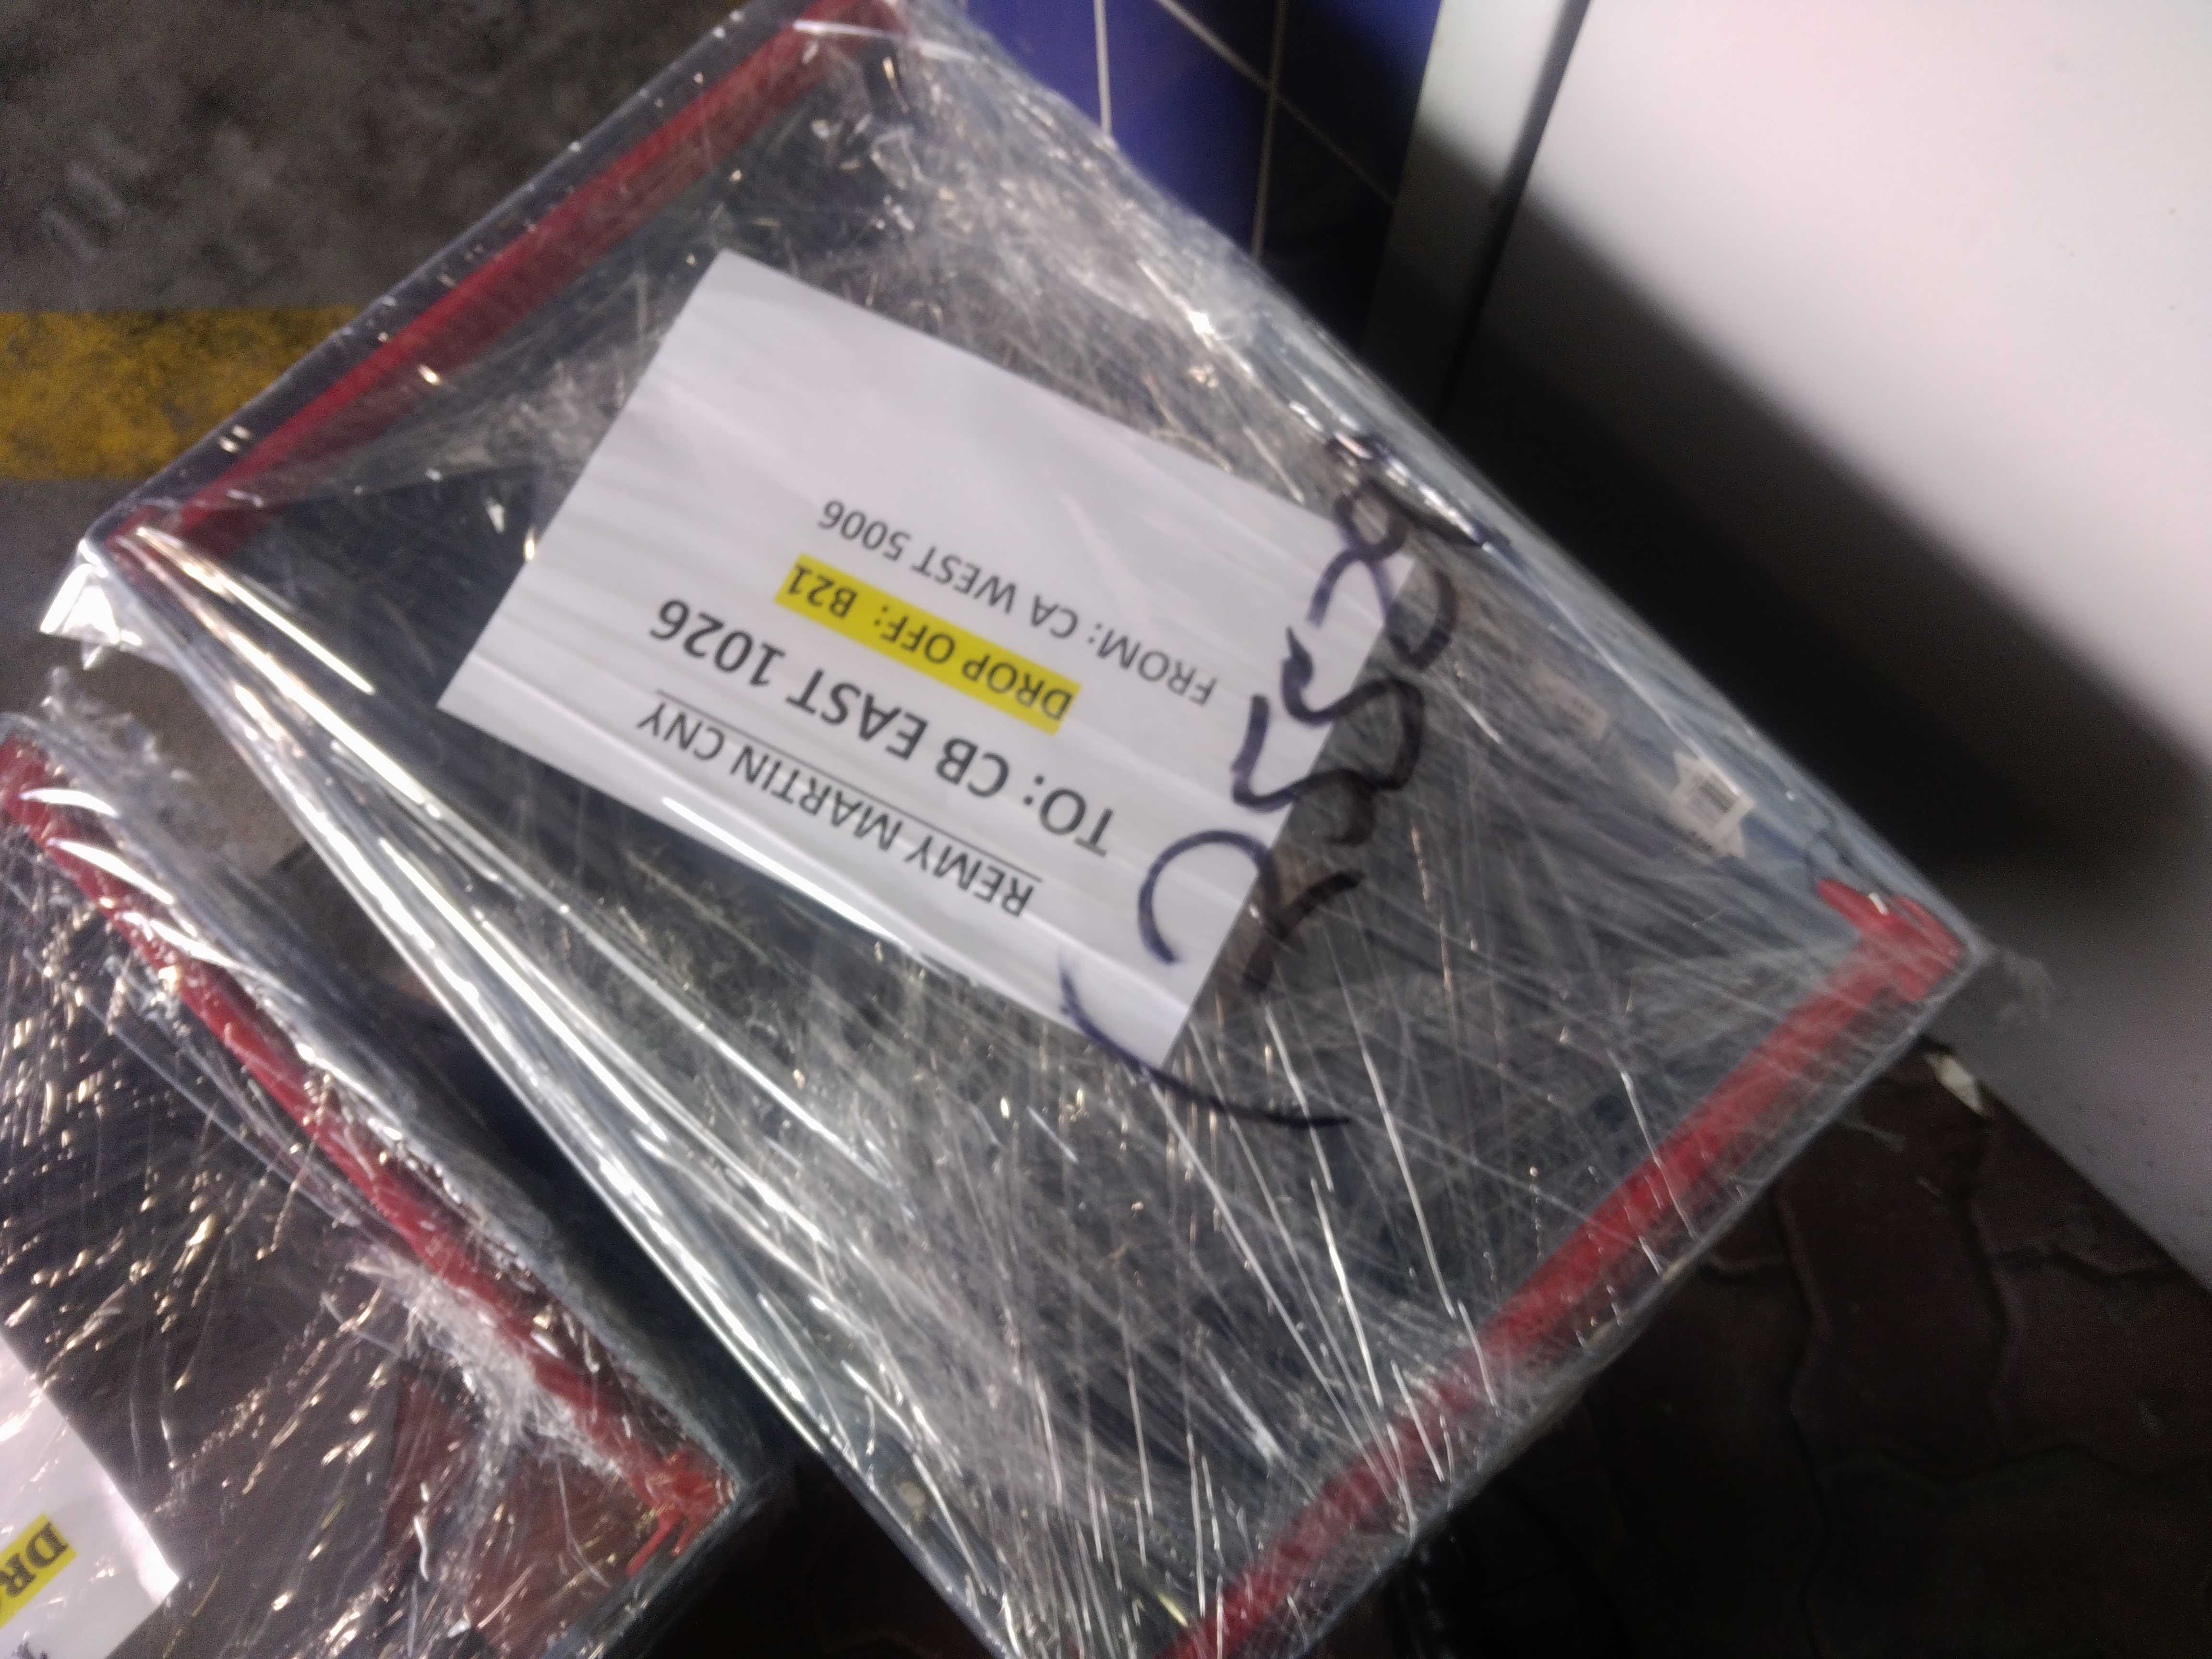 REMY MARTIN CNY
TO: CB EAST 1026
DROP OFF: B21
FROM: CA WEST 5006